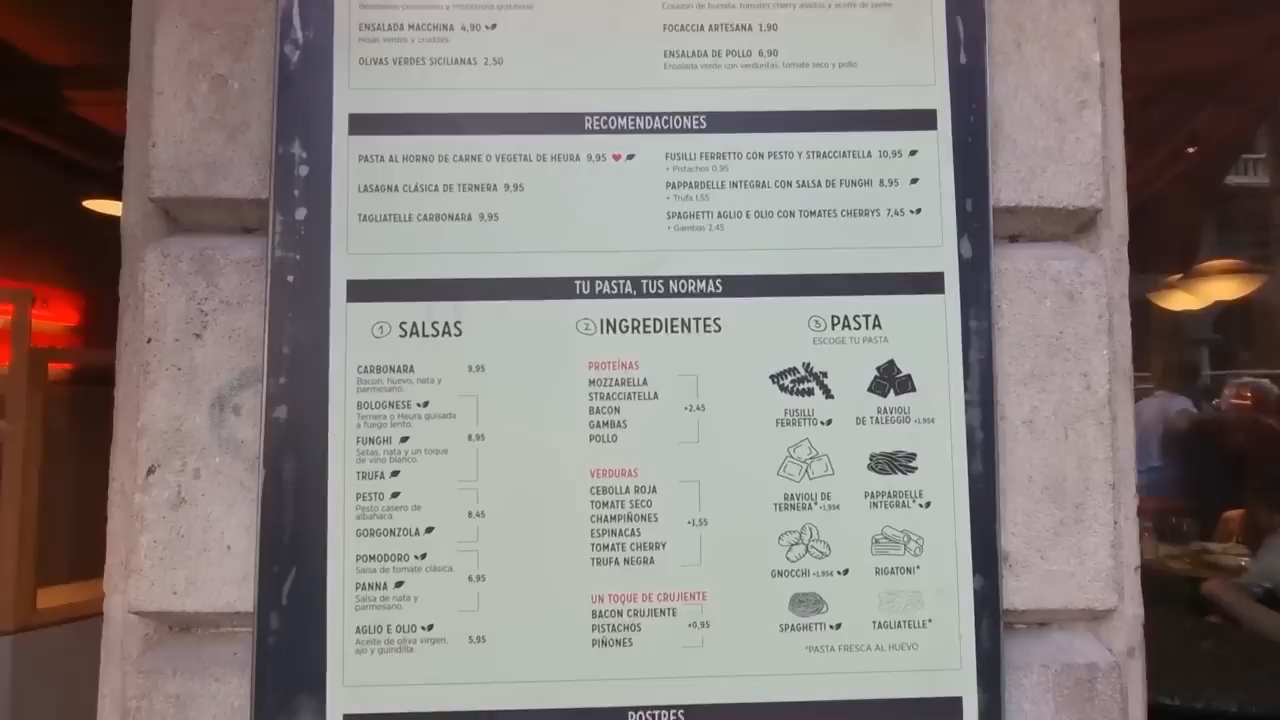 Corazón de burrata, tomates cherry asados y aceite de
ENSALADA MACCHINA 4,90
Hojas verdes y crudités.
OLIVAS VERDES SICILIANAS 2,50
FOCACCIA ARTESANA 1,90
ENSALADA DE POLLO 6,90
Ensalada verde con verduritas, tomate seco y pollo.
RECOMENDACIONES
PASTA AL HORNO DE CARNE O VEGETAL DE HEURA 9,95
LASAGNA CLÁSICA DE TERNERA 9,95
TAGLIATELLE CARBONARA 9,95
FUSILLI FERRETTO CON PESTO Y STRACCIATELLA 10,95
+ Pistachos 0,95
PAPPARDELLE INTEGRAL CON SALSA DE FUNGHI 8,95
+ Trufa 1,55
SPAGHETTI AGLIO E OLIO CON TOMATES CHERRYS 7,45
+ Gambas 2,45
TU PASTA, TUS NORMAS
1 SALSAS
CARBONARA 9,95
Bacon, huevo, nata y
parmesano.
BOLOGNESE
Ternera o Heura guisada
a fuego lento.
FUNGHI 8,95
Setas, nata y un toque
de vino blanco.
TRUFA
PESTO
Pesto casero de
albahaca. 8,45
GORGONZOLA
POMODORO
Salsa de tomate clásica.
PANNA 6,95
Salsa de nata y
parmesano.
AGLIO E OLIO
Aceite de oliva virgen, 5,95
ajo y guindilla.
2 INGREDIENTES
PROTEÍNAS
MOZZARELLA
STRACCIATELLA
BACON +2,45
GAMBAS
POLLO
VERDURAS
CEBOLLA ROJA
TOMATE SECO
CHAMPIÑONES +1,55
ESPINACAS
TOMATE CHERRY
TRUFA NEGRA
UN TOQUE DE CRUJIENTE
BACON CRUJIENTE
PISTACHOS +0,95
PIÑONES
3 PASTA
ESCOGE TU PASTA
FUSILLI
FERRETTO
RAVIOLI
DE TALEGGIO +1,95€
RAVIOLI DE
TERNERA* +1,95€
PAPPARDELLE
INTEGRAL*
GNOCCHI +1,95€
RIGATONI*
SPAGHETTI
TAGLIATELLE*
*PASTA FRESCA AL HUEVO
POSTRES